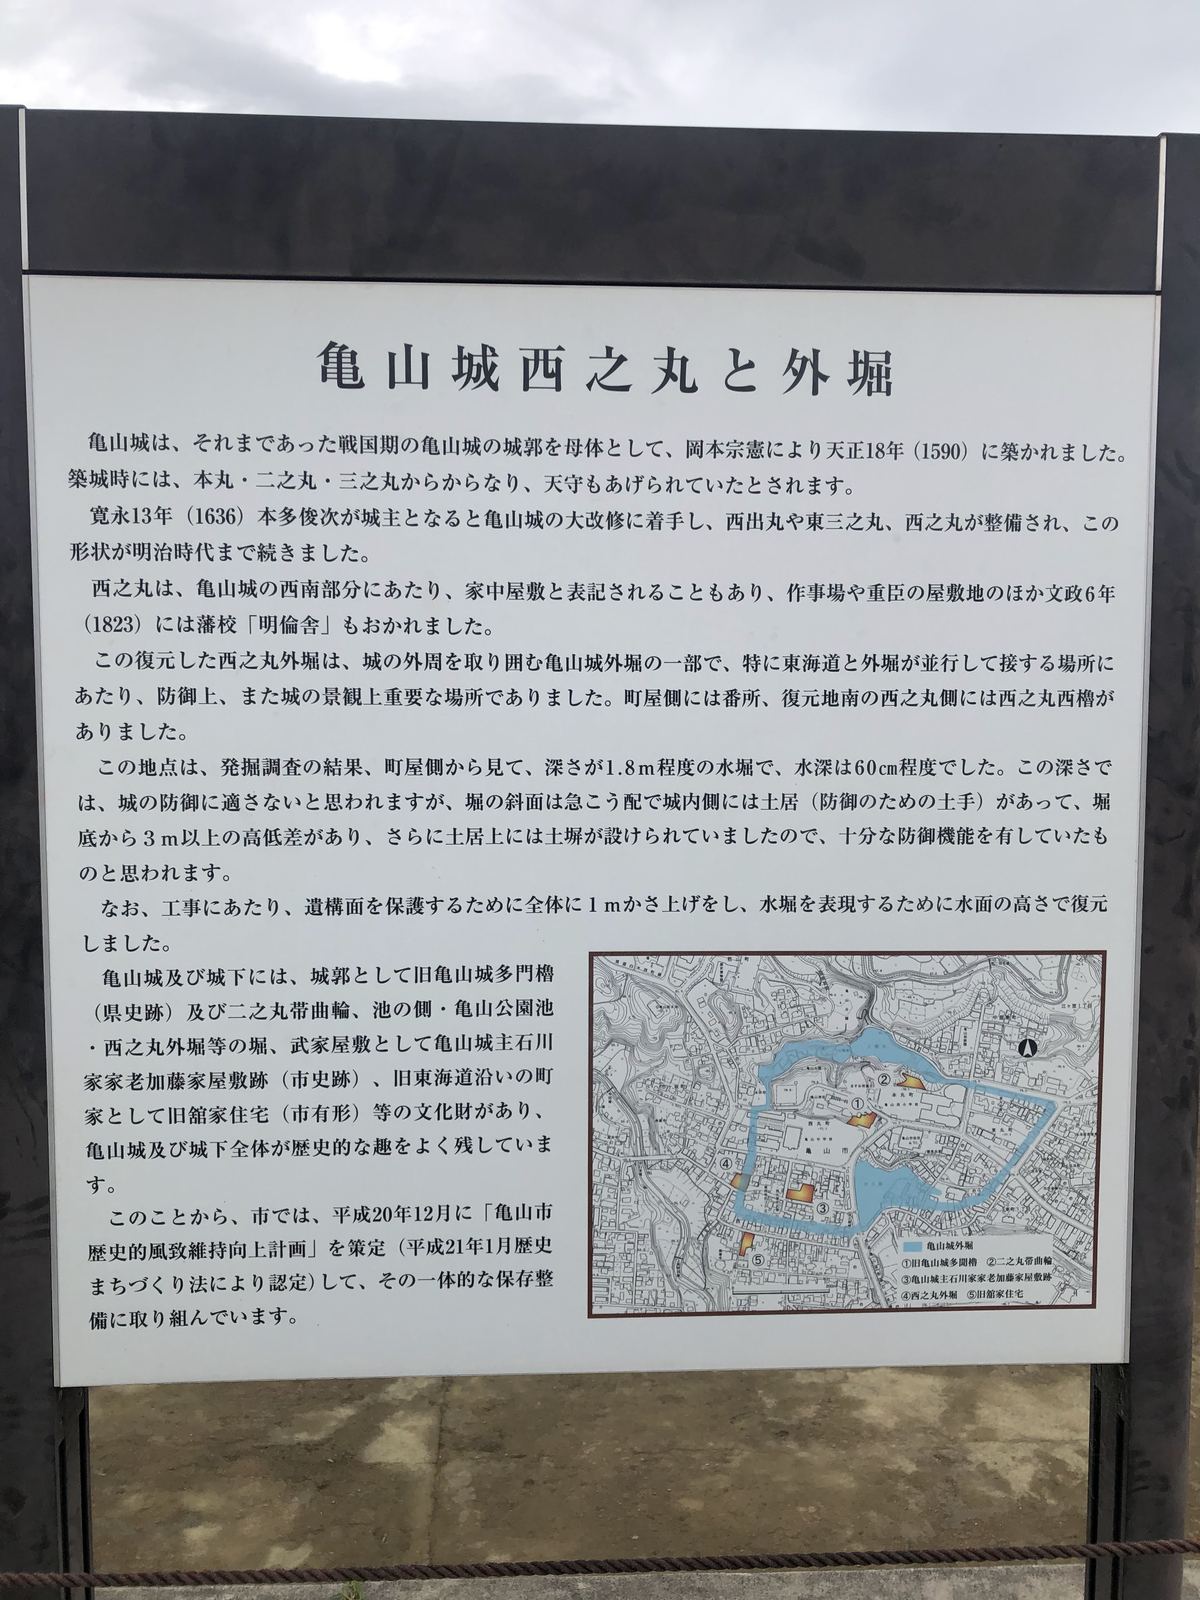 亀山城西之丸と外堀
亀山城は、それまであった戦国期の亀山城の城郭を母体として、岡本宗憲により天正18年（1590）に築かれました。
築城時には、本丸・二之丸・三之丸からからなり、天守もあげられていたとされます。
寛永13年（1636）本多俊次が城主となると亀山城の大改修に着手し、西出丸や東三之丸、西之丸が整備され、この
形状が明治時代まで続きました。
西之丸は、亀山城の西南部分にあたり、家中屋敷と表記されることもあり、作事場や重臣の屋敷地のほか文政6年
（1823）には藩校「明倫舎」もおかれました。
この復元した西之丸外堀は、城の外周を取り囲む亀山城外堀の一部で、特に東海道と外堀が並行して接する場所に
あたり、防御上、また城の景観上重要な場所でありました。町屋側には番所、復元地南の西之丸側には西之丸西櫓が
ありました。
この地点は、発掘調査の結果、町屋側から見て、深さが1.8ｍ程度の水堀で、水深は60㎝程度でした。この深さで
は、城の防御に適さないと思われますが、堀の斜面は急こう配で城内側には土居（防御のための土手）があって、堀
底から３ｍ以上の高低差があり、さらに土居上には土塀が設けられていましたので、十分な防御機能を有していたも
のと思われます。
なお、工事にあたり、遺構面を保護するために全体に１ｍかさ上げをし、水堀を表現するために水面の高さで復元
しました。
亀山城及び城下には、城郭として旧亀山城多門櫓
（県史跡）及び二之丸帯曲輪、池の側・亀山公園池
・西之丸外堀等の堀、武家屋敷として亀山城主石川
家家老加藤家屋敷跡（市史跡）、旧東海道沿いの町
家として旧舘家住宅（市有形）等の文化財があり、
亀山城及び城下全体が歴史的な趣をよく残していま
す。
このことから、市では、平成20年12月に「亀山市
歴史的風致維持向上計画」を策定（平成21年1月歴史
まちづくり法により認定)して、その一体的な保存整
備に取り組んでいます。
②
①
亀山市
④
③
⑤
亀山城外堀
①旧亀山城多聞櫓 ②二之丸帯曲輪
③亀山城主石川家家老加藤家屋敷跡
④西之丸外堀 ⑤旧舘家住宅